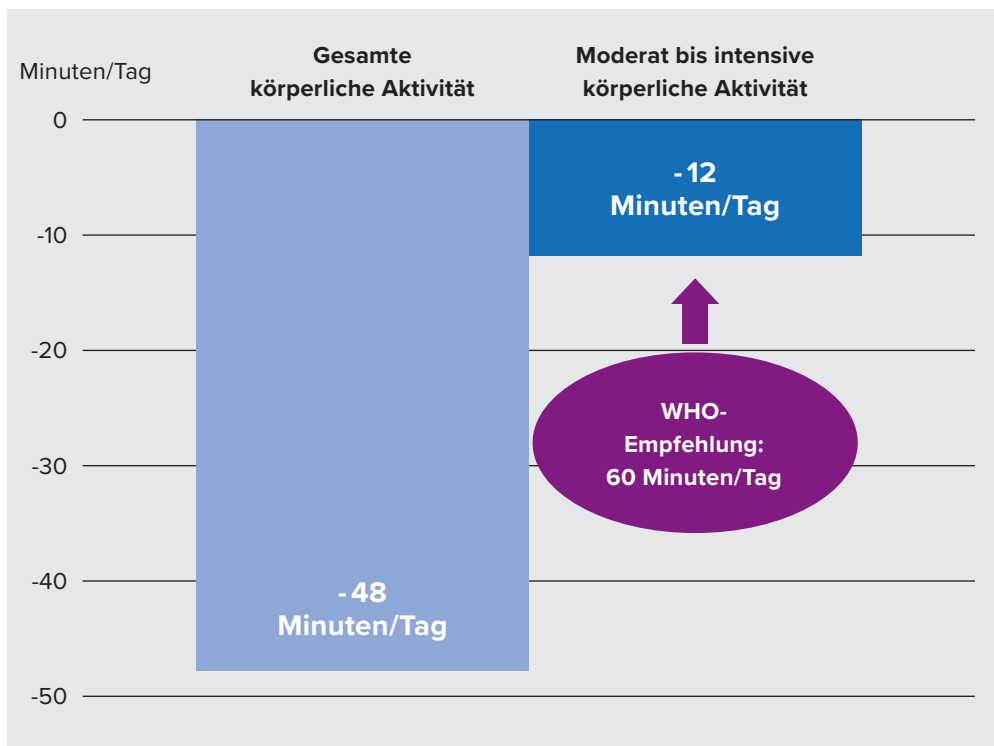 Minuten/Tag
Gesamte
körperliche Aktivität
Moderat bis intensive
körperliche Aktivität
0
-10
-20
-30
-40
-50
- 12
Minuten/Tag
WHO-
Empfehlung:
60 Minuten/Tag
- 48
Minuten/Tag